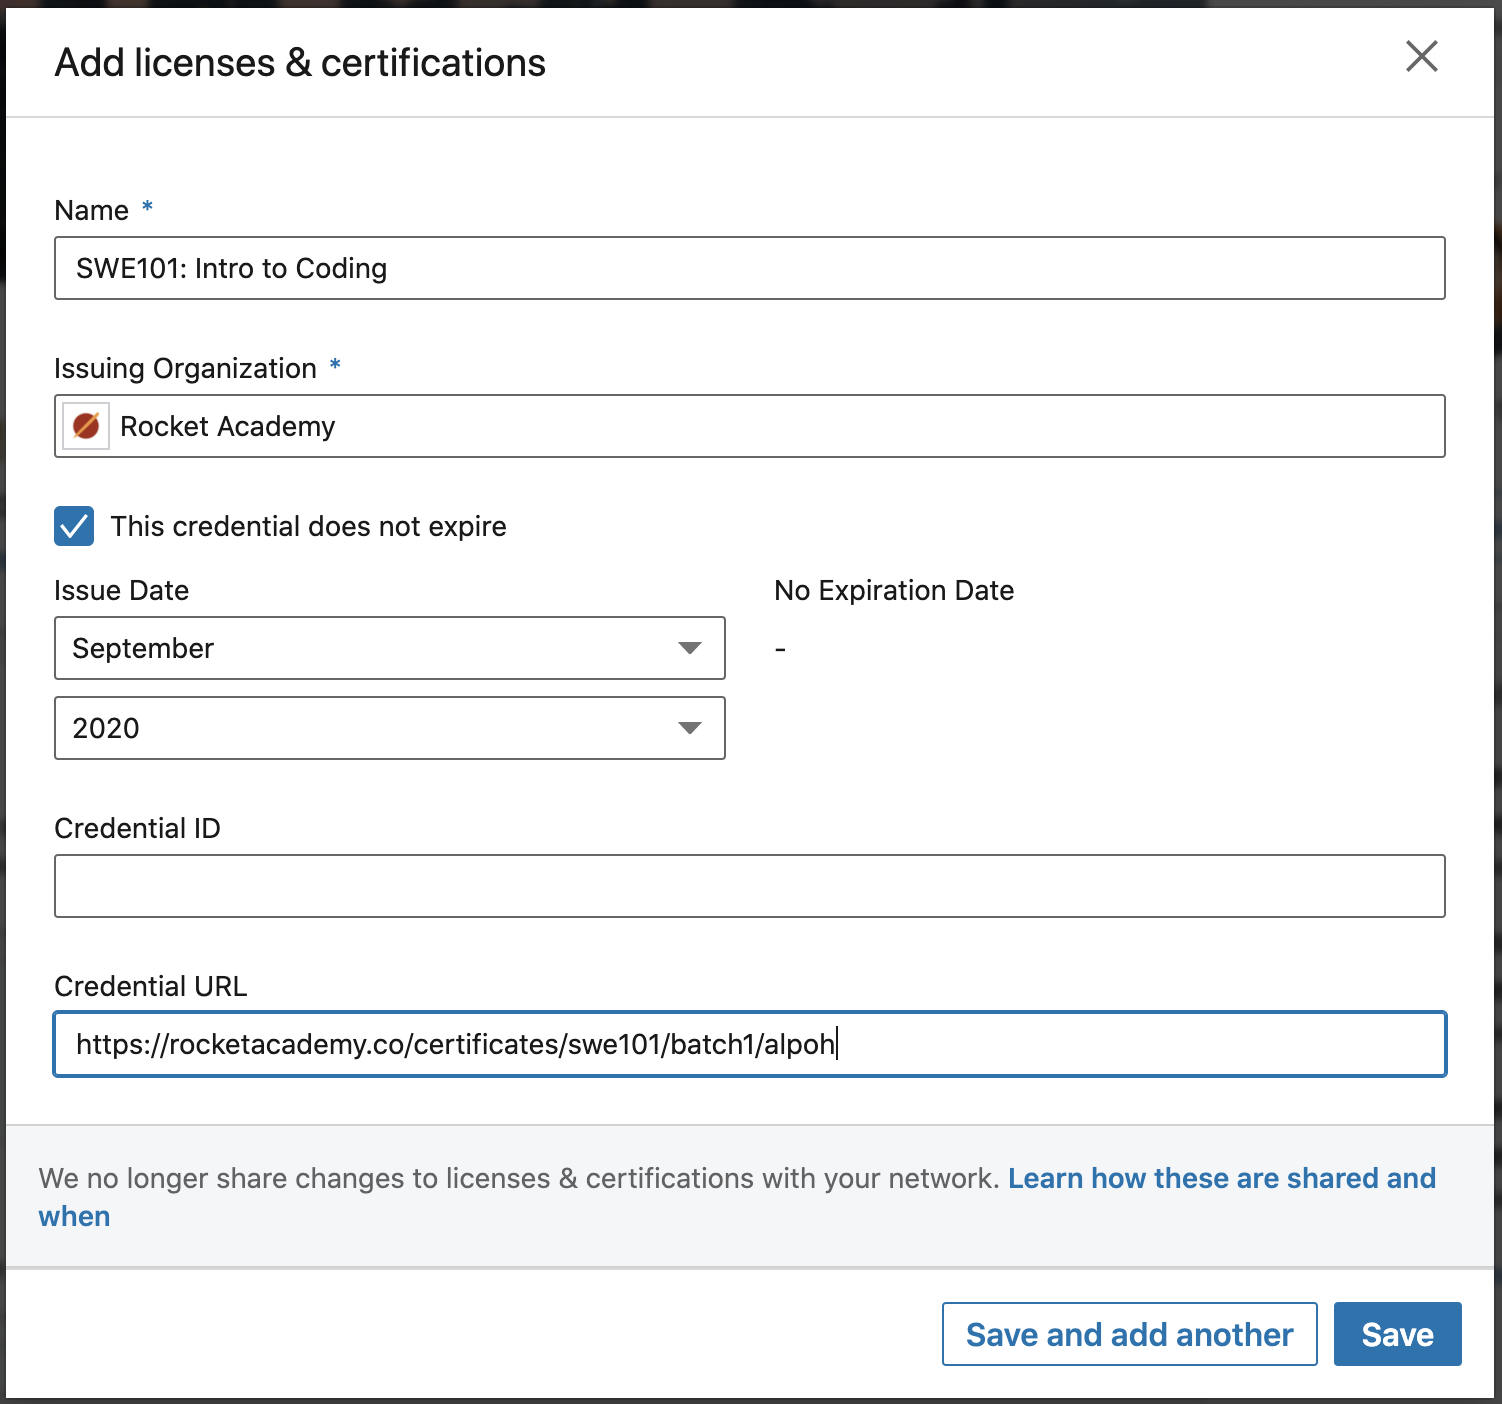 Add licenses & certifications
Name *
SWE101: Intro to Coding
Issuing Organization *
Rocket Academy
This credential does not expire
Issue Date
No Expiration Date
September
-
2020
Credential ID
Credential URL
https://rocketacademy.co/certificates/swe101/batch1/alpoh
We no longer share changes to licenses & certifications with your network. Learn how these are shared and
when
Save and add another
Save